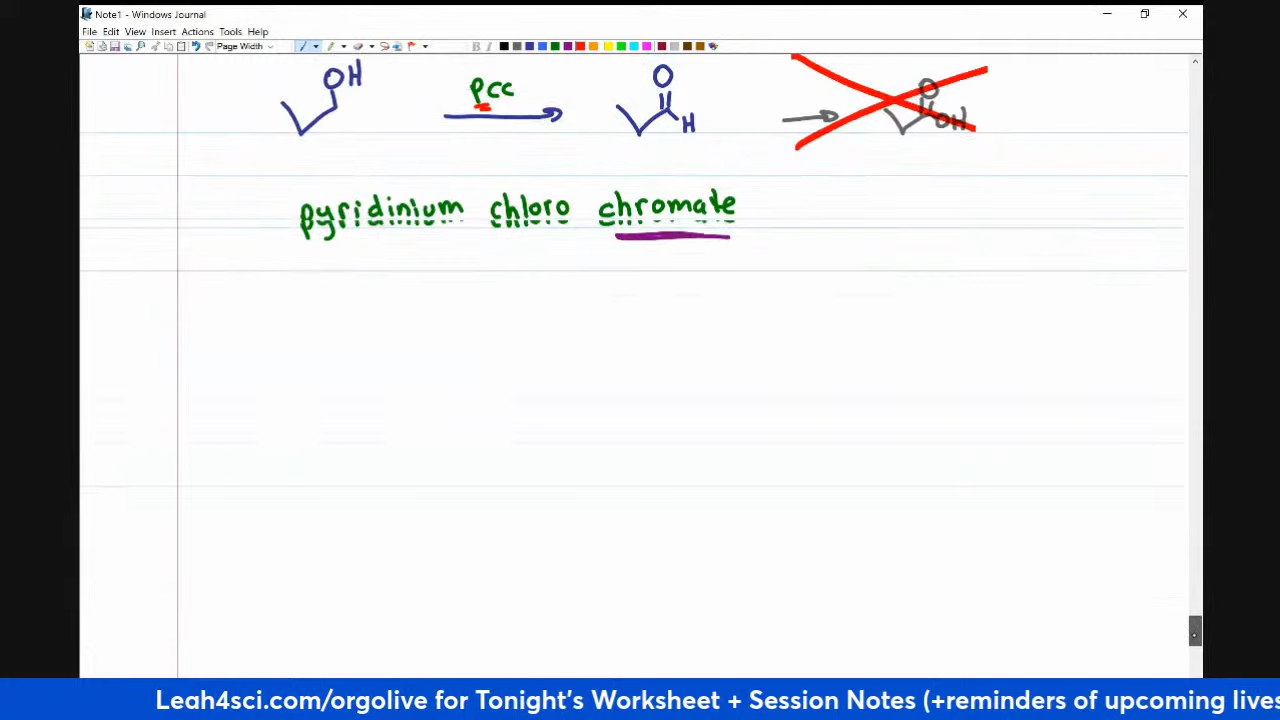 Note1 - Windows Journal
File Edit View Insert Actions Tools Help
Page Width B I
OH pcc O H O OH
pyridinium chloro chromate
Leah4sci.com/orgolive for Tonight's Worksheet + Session Notes (+reminders of upcoming lives